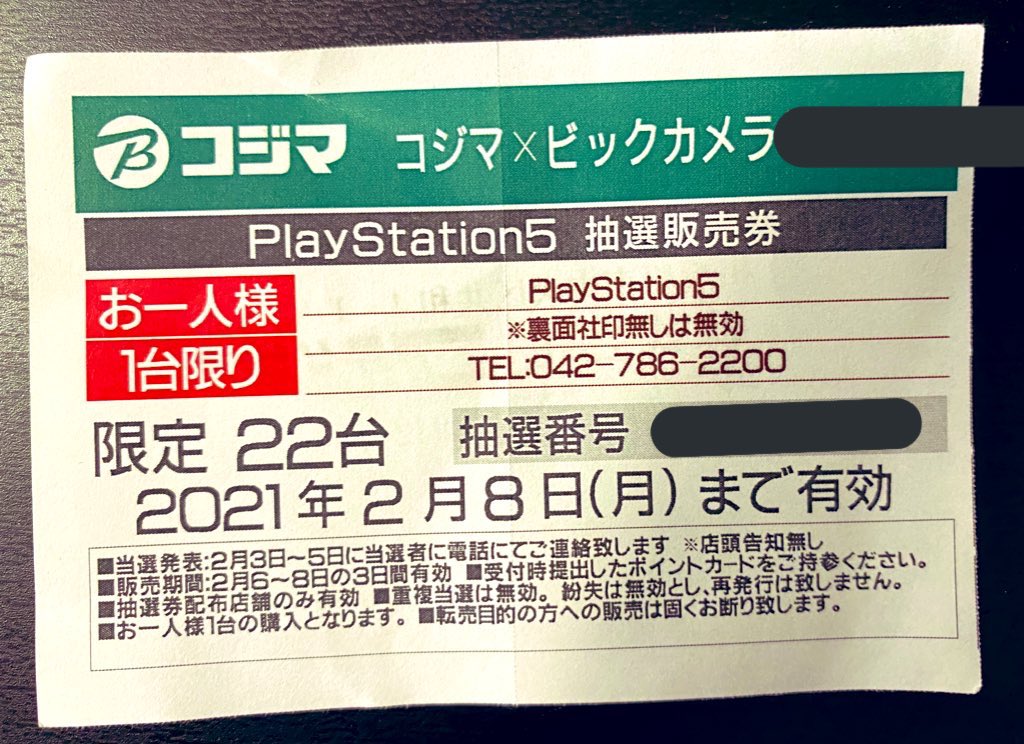 B コジマ コジマ×ビックカメラ
PlayStation5 抽選販売券
お一人様
1台限り
PlayStation5
※裏面社印無しは無効
TEL:042-786-2200
限定 22台 抽選番号
2021年2月8日(月)まで有効
■当選発表:2月3日~5日に当選者に電話にてご連絡致します ※店頭告知無し
■販売期間:2月6~8日の3日間有効 ■受付時提出したポイントカードをご持参ください。
■抽選券配布店舗のみ有効 ■重複当選は無効。紛失は無効とし、再発行は致しません。
■お一人様1台の購入となります。■転売目的の方への販売は固くお断り致します。